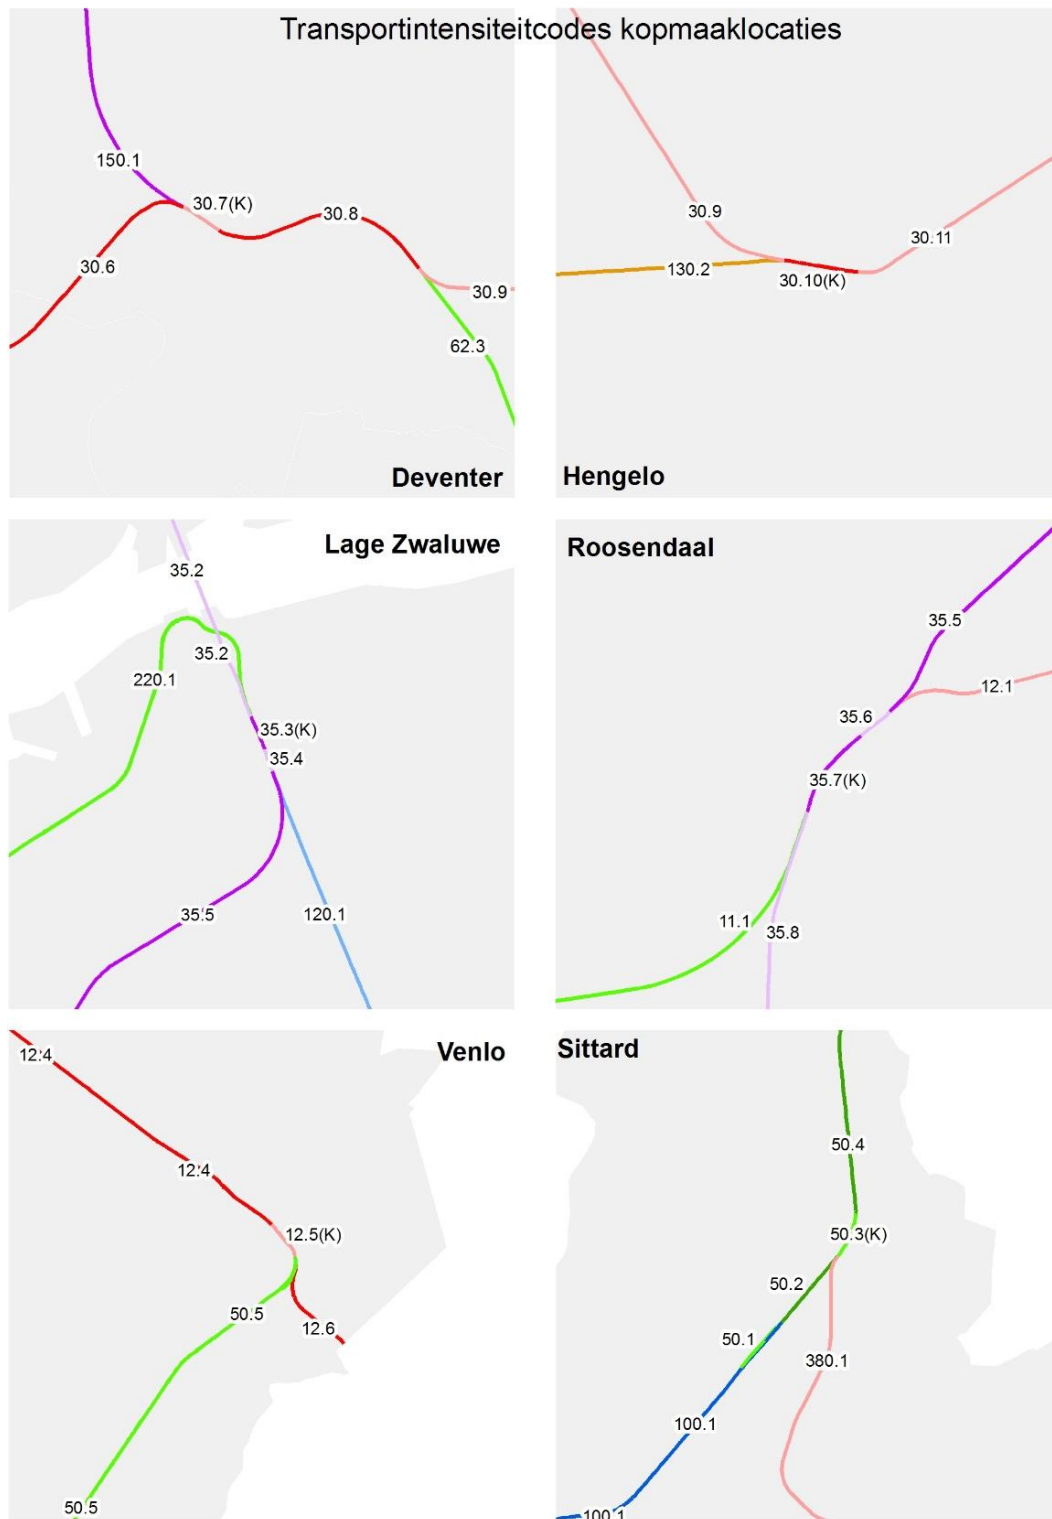 Transportintensiteitcodes kopmaaklocaties
150.1
30.7(K)
30.8
30.6
30.9
62.3
Deventer
30.9
30.11
130.2
30.10(K)
Hengelo
Lage Zwaluwe
35.2
35.2
220.1
35.3(K)
35.4
35.5
120.1
Roosendaal
35.5
12.1
35.6
35.7(K)
11.1
35.8
Venlo
12.4
12.4
12.5(K)
50.5
12.6
50.5
Sittard
50.4
50.3(K)
50.2
50.1
380.1
100.1
100.1